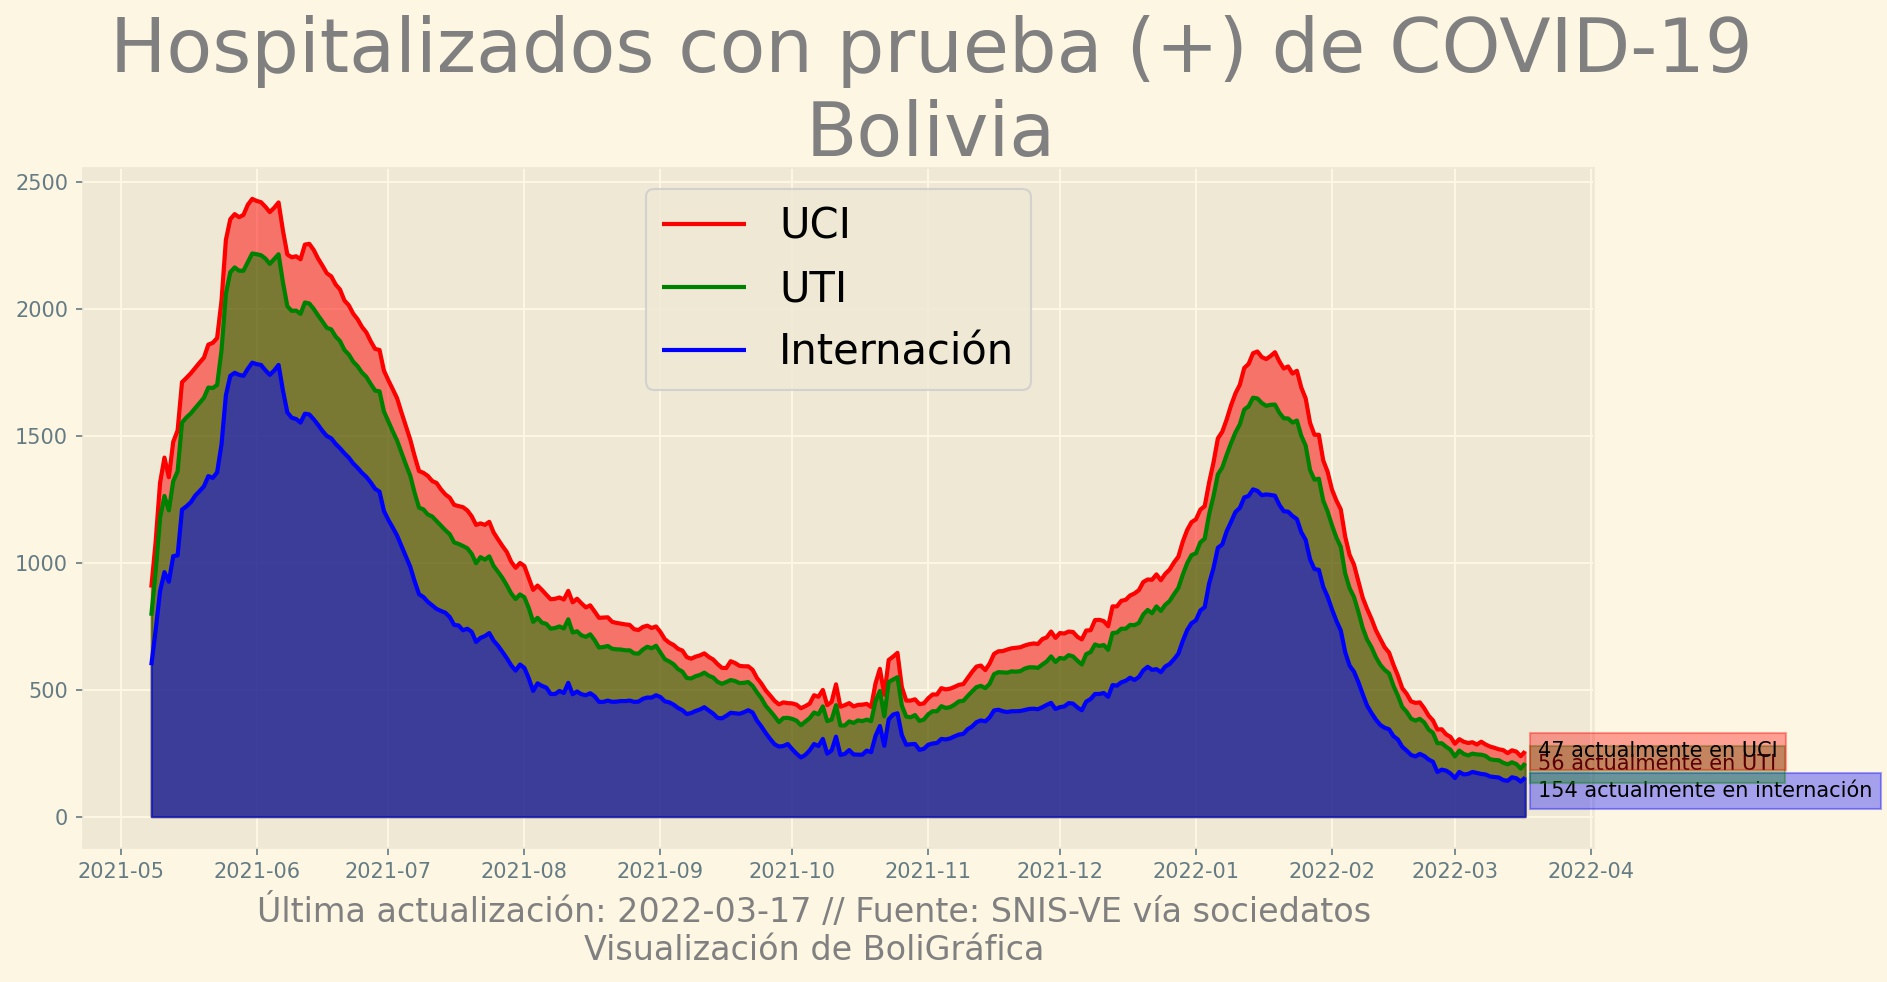 Hospitalizados con prueba (+) de COVID-19
Bolivia
2500
2000
1500
1000
500
0
UCI
UTI
Internación
47 actualmente en UCI
56 actualmente en UTI
154 actualmente en internación
2021-05 2021-06 2021-07 2021-08 2021-09 2021-10 2021-11 2021-12 2022-01 2022-02 2022-03 2022-04
Última actualización: 2022-03-17 // Fuente: SNIS-VE vía sociedatos
Visualización de BoliGráfica